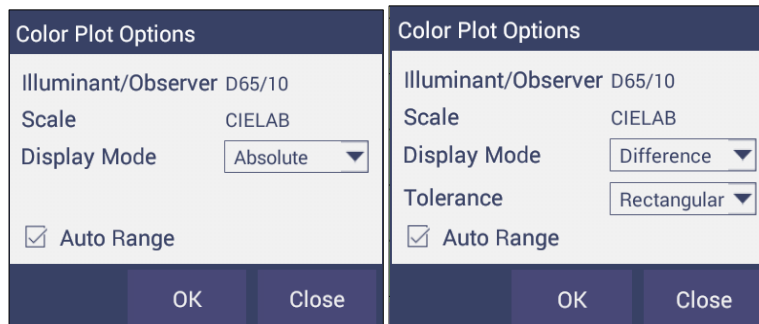 Color Plot Options
Illuminant/Observer D65/10
Scale CIELAB
Display Mode Absolute
Auto Range
OK Close
Color Plot Options
Illuminant/Observer D65/10
Scale CIELAB
Display Mode Difference
Tolerance Rectangular
Auto Range
OK Close